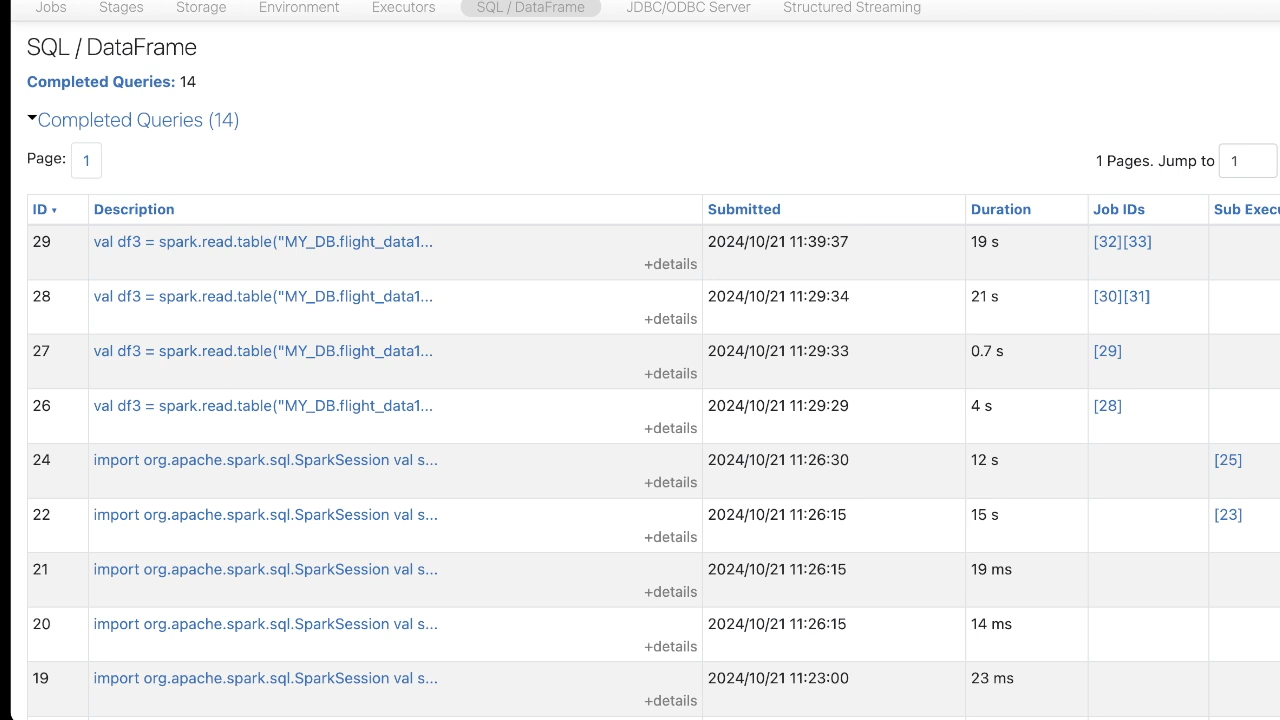 Jobs Stages Storage Environment Executors SQL / DataFrame JDBC/ODBC Server Structured Streaming
SQL / DataFrame
Completed Queries: 14
Completed Queries (14)
Page: 1 1 Pages. Jump to 1
ID Description Submitted Duration Job IDs Sub Execu
29 val df3 = spark.read.table("MY_DB.flight_data1... 2024/10/21 11:39:37 19 s [32][33]
+details
28 val df3 = spark.read.table("MY_DB.flight_data1... 2024/10/21 11:29:34 21 s [30][31]
+details
27 val df3 = spark.read.table("MY_DB.flight_data1... 2024/10/21 11:29:33 0.7 s [29]
+details
26 val df3 = spark.read.table("MY_DB.flight_data1... 2024/10/21 11:29:29 4 s [28]
+details
24 import org.apache.spark.sql.SparkSession val s... 2024/10/21 11:26:30 12 s [25]
+details
22 import org.apache.spark.sql.SparkSession val s... 2024/10/21 11:26:15 15 s [23]
+details
21 import org.apache.spark.sql.SparkSession val s... 2024/10/21 11:26:15 19 ms
+details
20 import org.apache.spark.sql.SparkSession val s... 2024/10/21 11:26:15 14 ms
+details
19 import org.apache.spark.sql.SparkSession val s... 2024/10/21 11:23:00 23 ms
+details